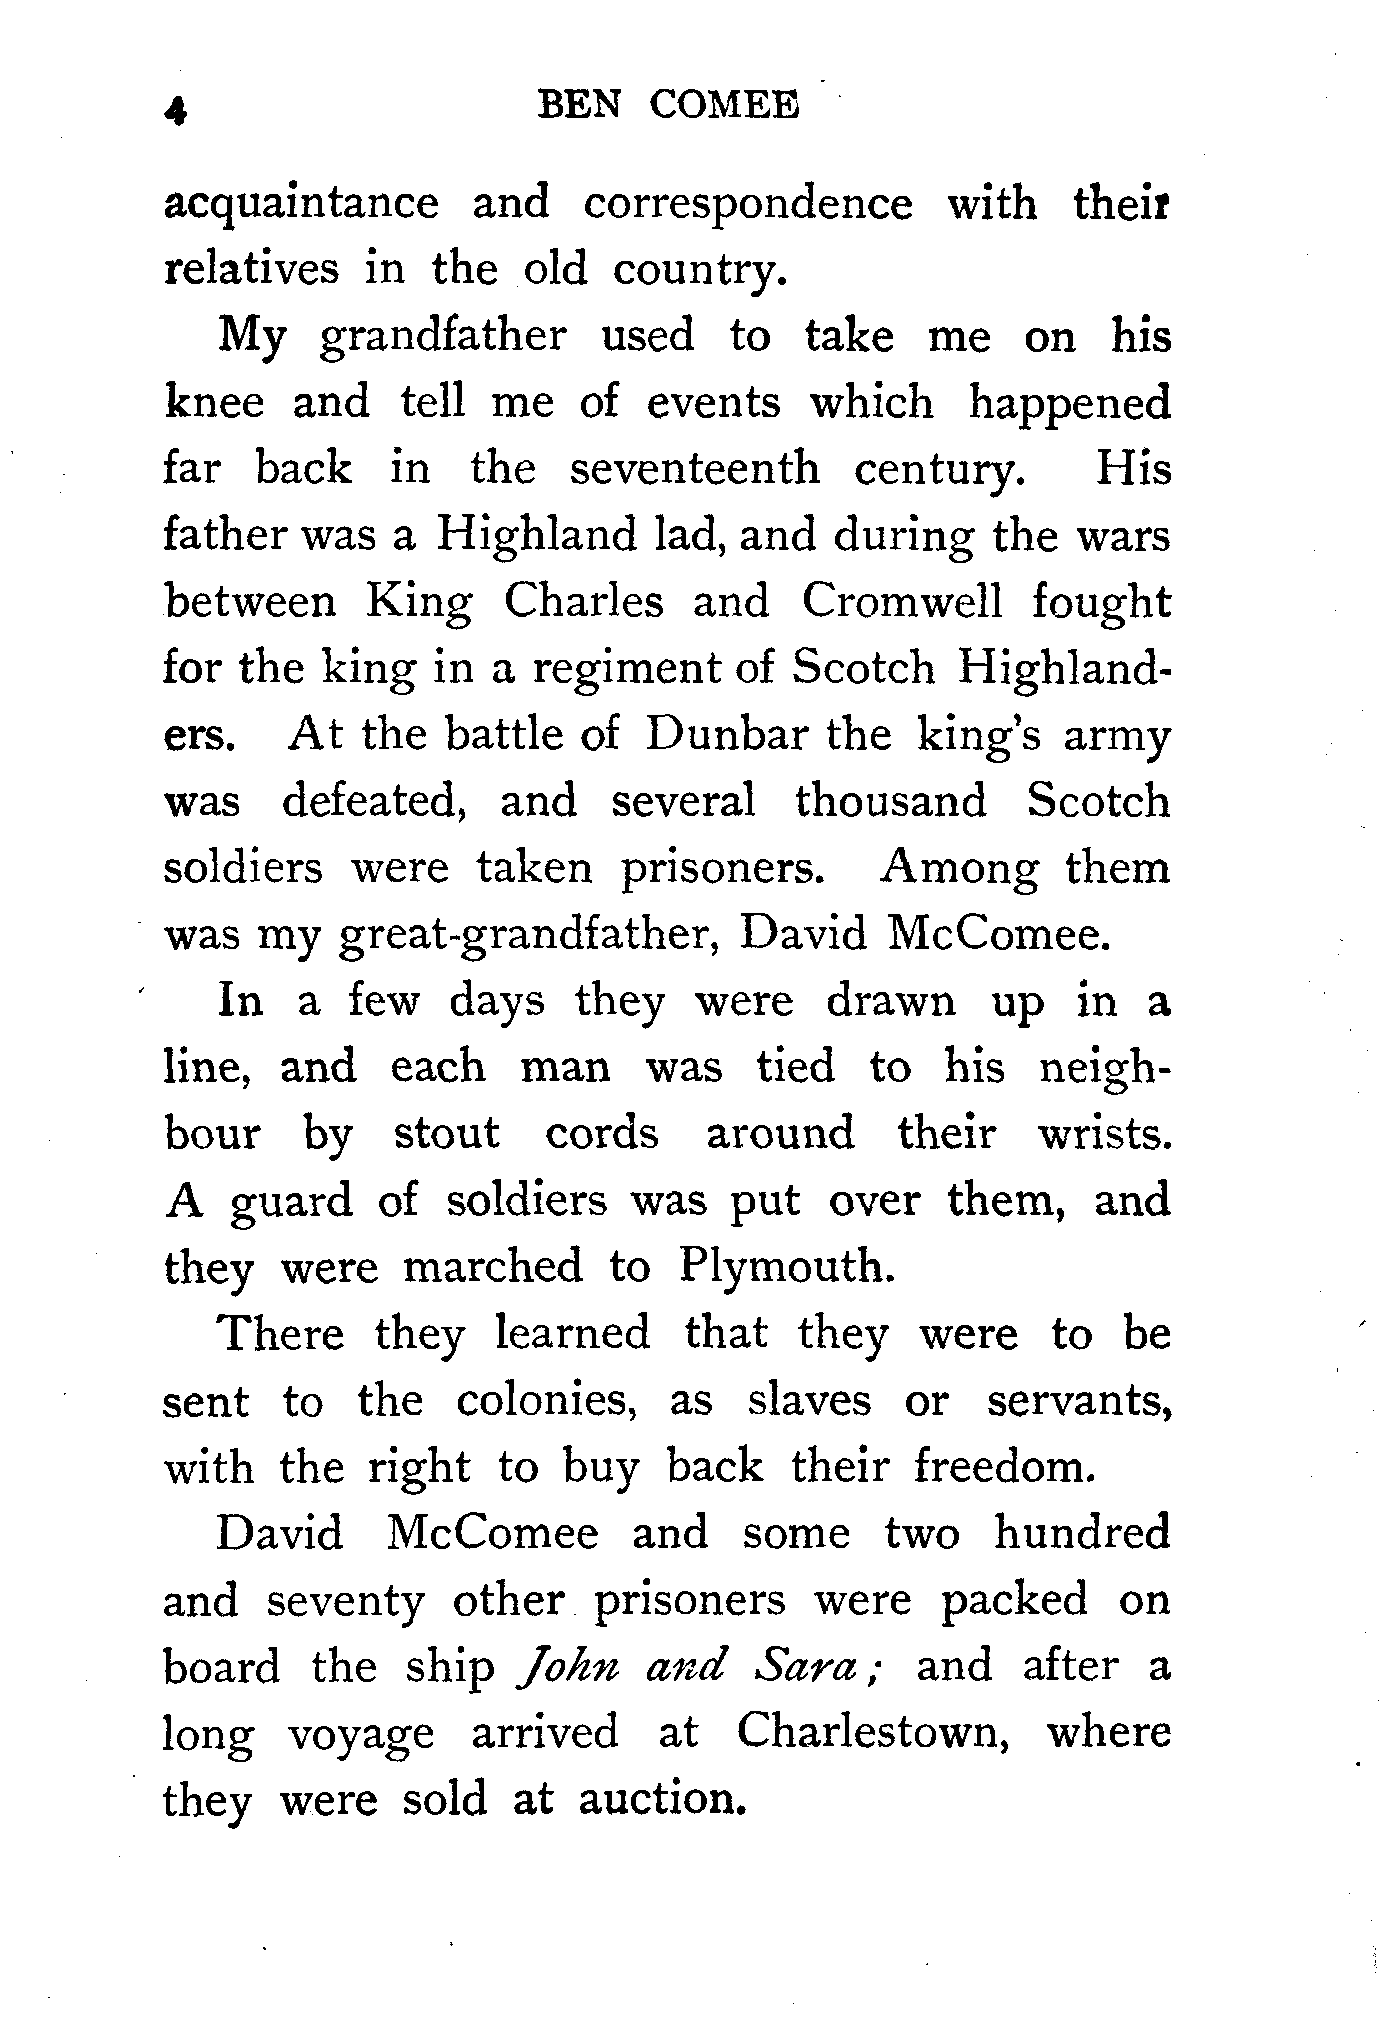 4 BEN COMEE
acquaintance and correspondence with their
relatives in the old country.
My grandfather used to take me on his
knee and tell me of events which happened
far back in the seventeenth century. His
father was a Highland lad, and during the wars
between King Charles and Cromwell fought
for the king in a regiment of Scotch Highland-
ers. At the battle of Dunbar the king's army
was defeated, and several thousand Scotch
soldiers were taken prisoners. Among them
was my great-grandfather, David McComee.
In a few days they were drawn up in a
line, and each man was tied to his neigh-
bour by stout cords around their wrists.
A guard of soldiers was put over them, and
they were marched to Plymouth.
There they learned that they were to be
sent to the colonies, as slaves or servants,
with the right to buy back their freedom.
David McComee and some two hundred
and seventy other prisoners were packed on
board the ship John and Sara; and after a
long voyage arrived at Charlestown, where
they were sold at auction.